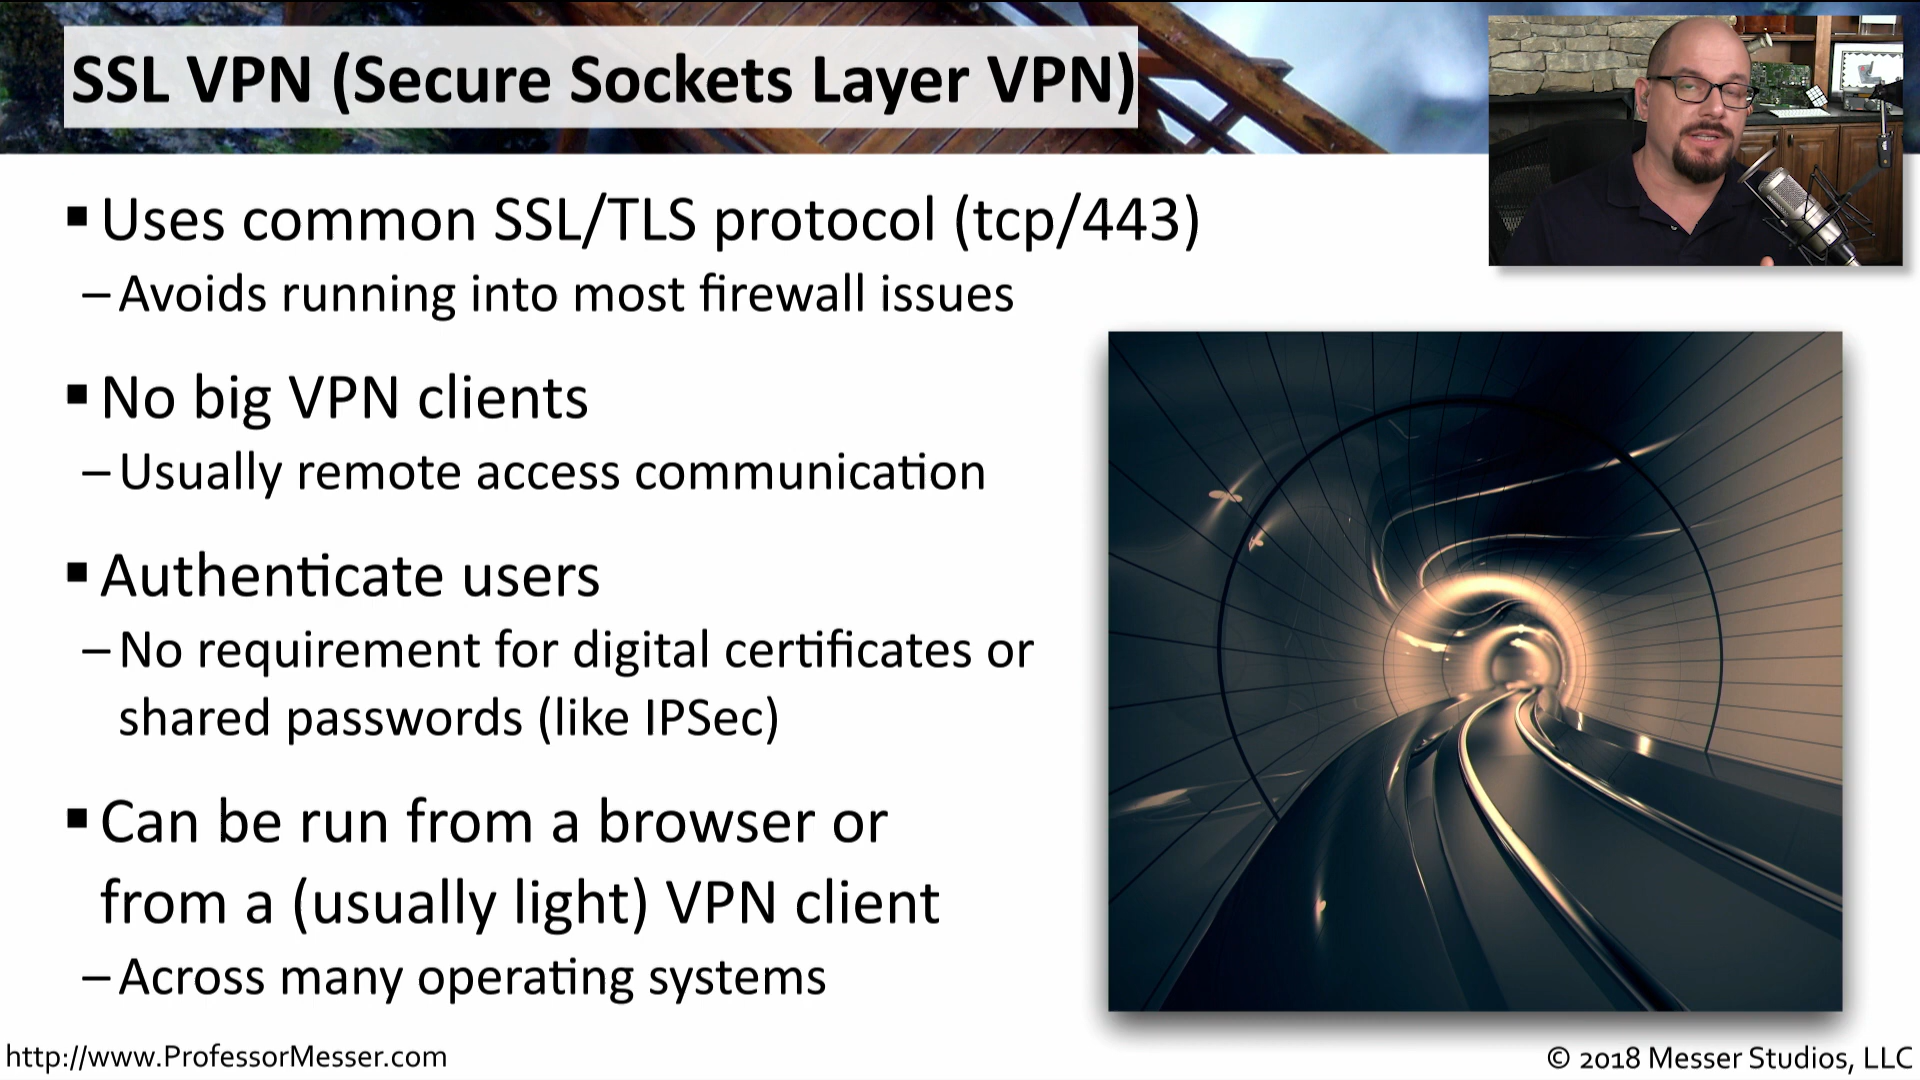 SSL VPN (Secure Sockets Layer VPN)
▪ Uses common SSL/TLS protocol (tcp/443)
– Avoids running into most firewall issues
▪ No big VPN clients
– Usually remote access communication
▪ Authenticate users
– No requirement for digital certificates or
shared passwords (like IPSec)
▪ Can be run from a browser or
from a (usually light) VPN client
– Across many operating systems
http://www.ProfessorMesser.com
© 2018 Messer Studios, LLC